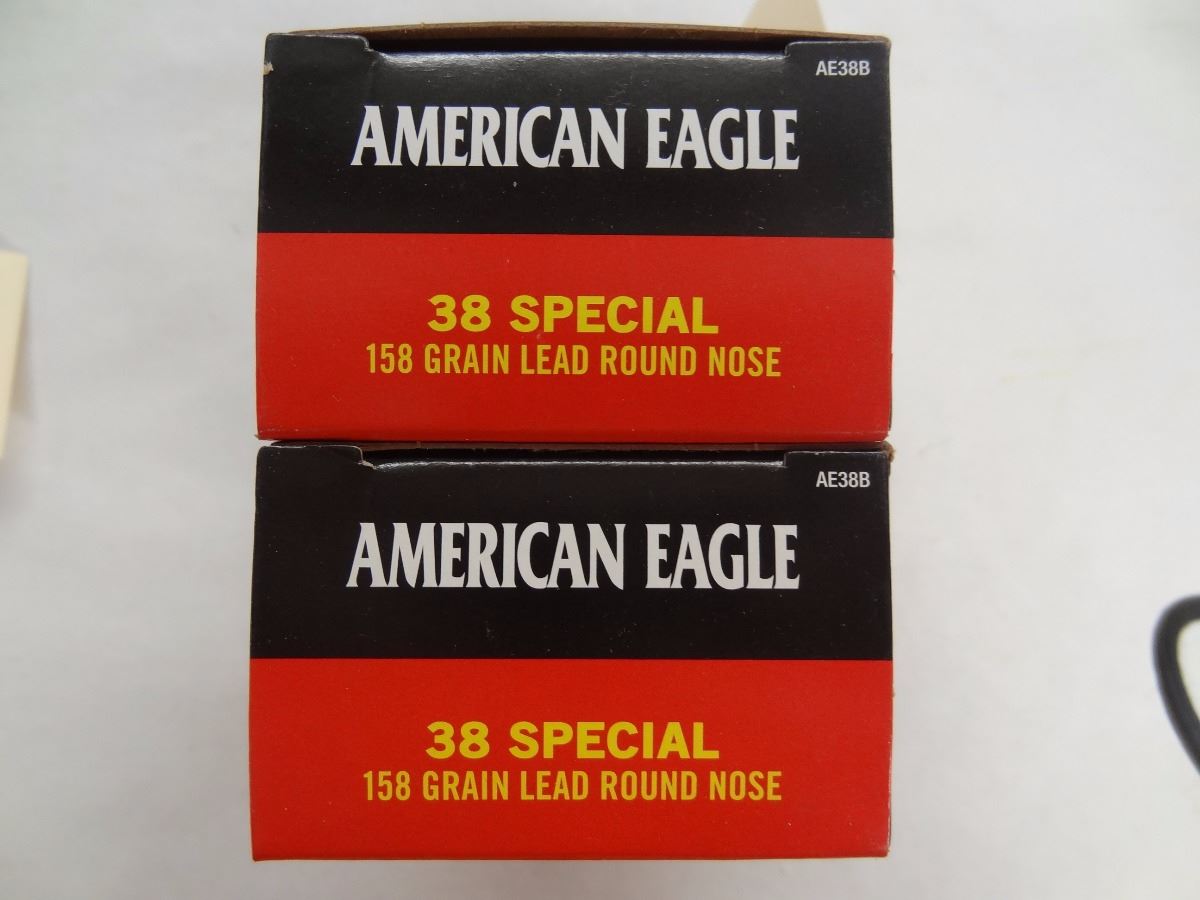 AE38B
AMERICAN EAGLE
38 SPECIAL
158 GRAIN LEAD ROUND NOSE
AE38B
AMERICAN EAGLE
38 SPECIAL
158 GRAIN LEAD ROUND NOSE